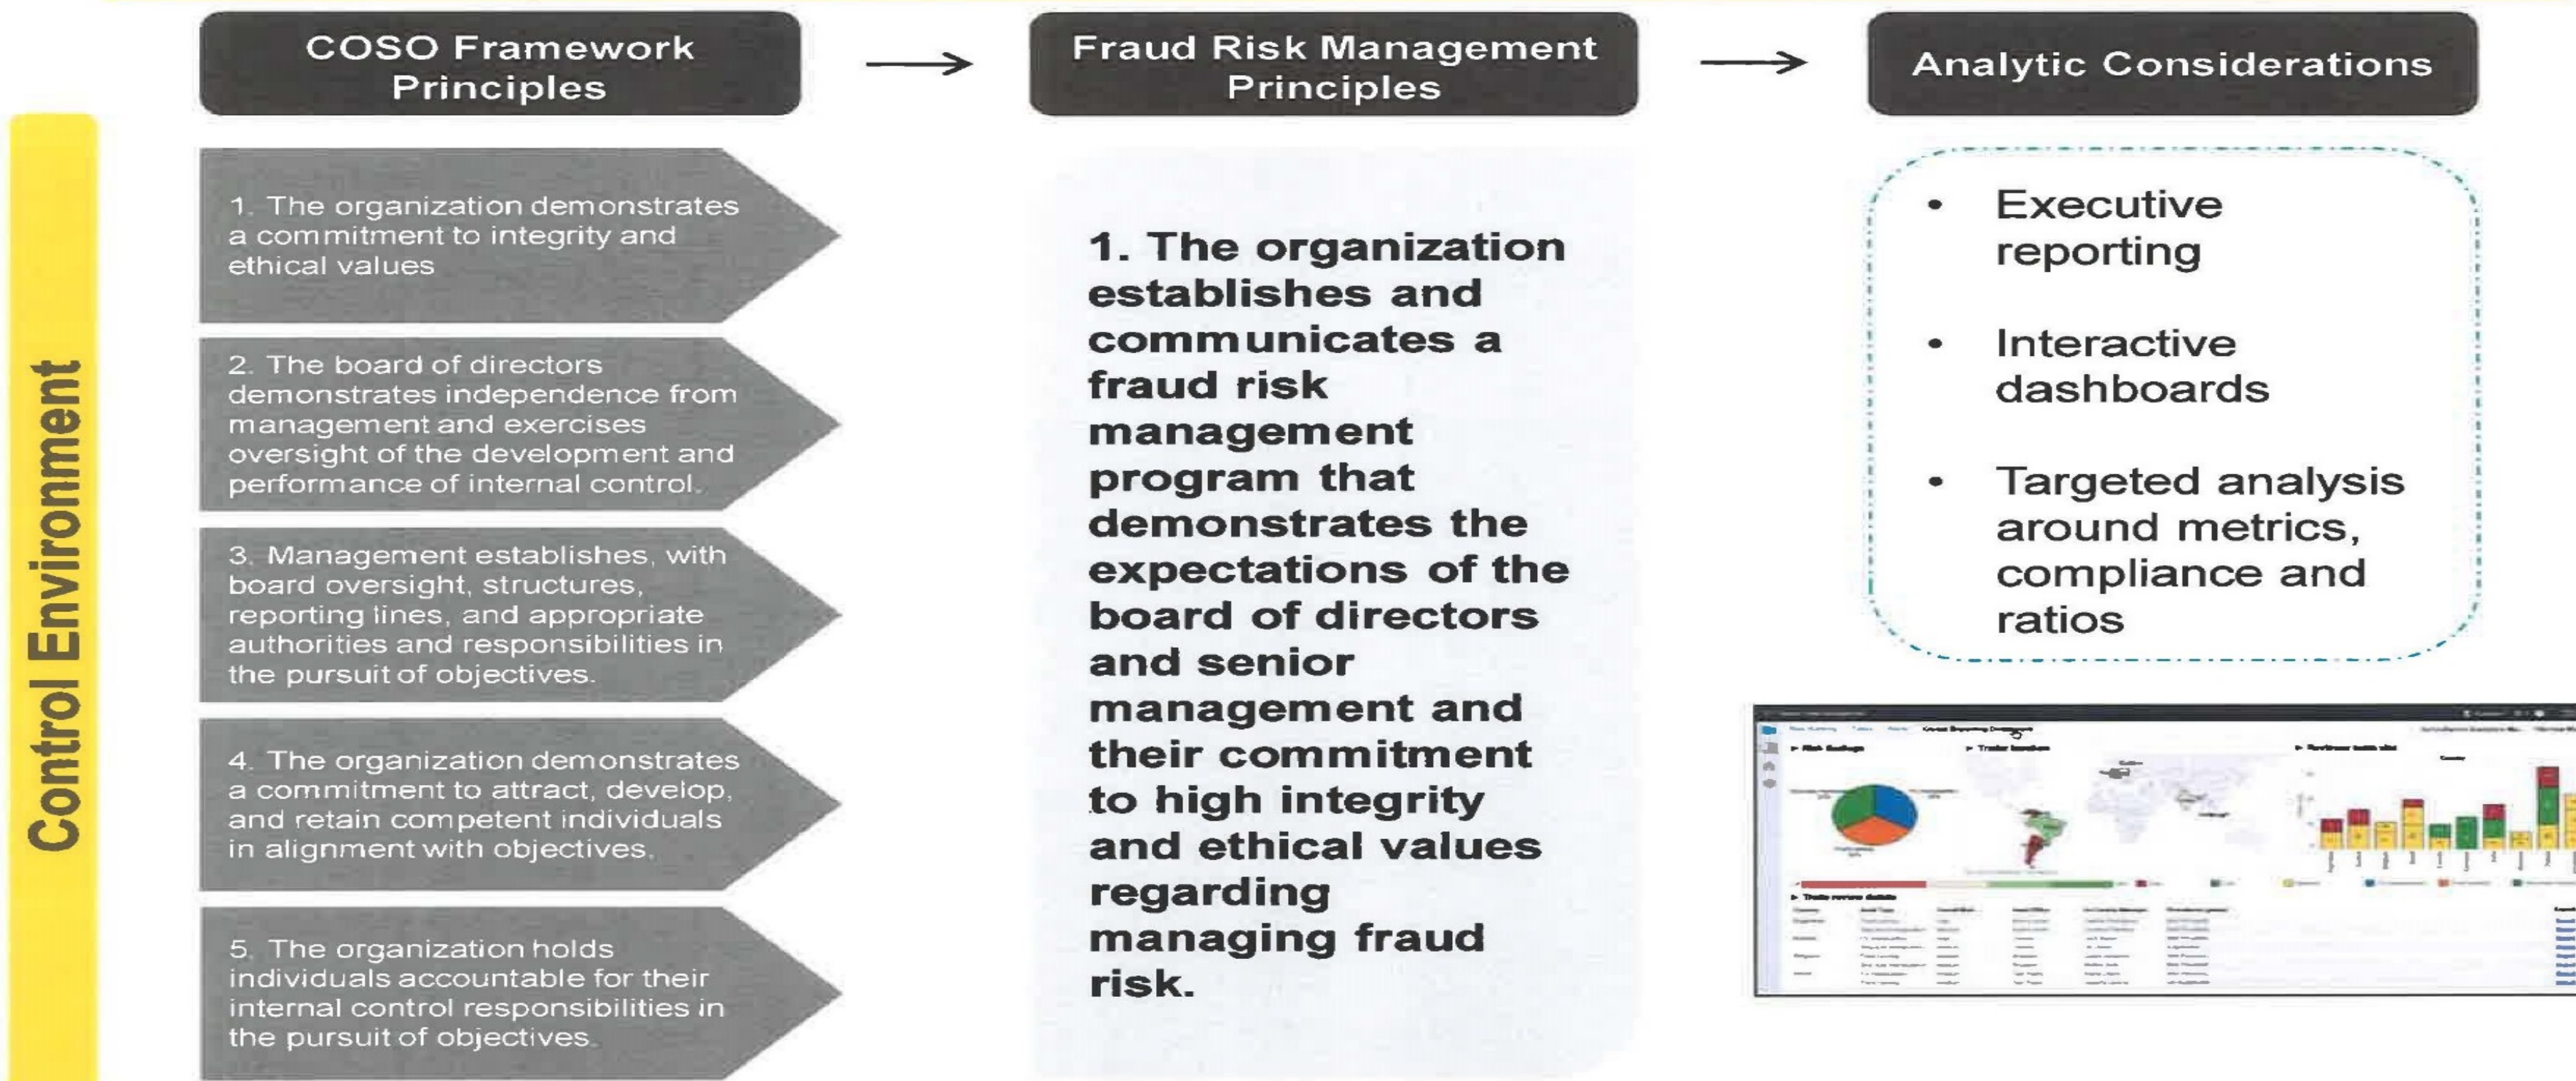 COSO Framework
Principles
Fraud Risk Management
Principles
Analytic Considerations
Control Environment
1. The organization demonstrates
a commitment to integrity and
ethical values
2. The board of directors
demonstrates independence from
management and exercises
oversight of the development and
performance of internal control.
3. Management establishes, with
board oversight, structures,
reporting lines, and appropriate
authorities and responsibilities in
the pursuit of objectives.
4. The organization demonstrates
a commitment to attract, develop,
and retain competent individuals
in alignment with objectives.
5. The organization holds
individuals accountable for their
internal control responsibilities in
the pursuit of objectives.
1. The organization
establishes and
communicates a
fraud risk
management
program that
demonstrates the
expectations of the
board of directors
and senior
management and
their commitment
to high integrity
and ethical values
regarding
managing fraud
risk.
• Executive
reporting
• Interactive
dashboards
• Targeted analysis
around metrics,
compliance and
ratios